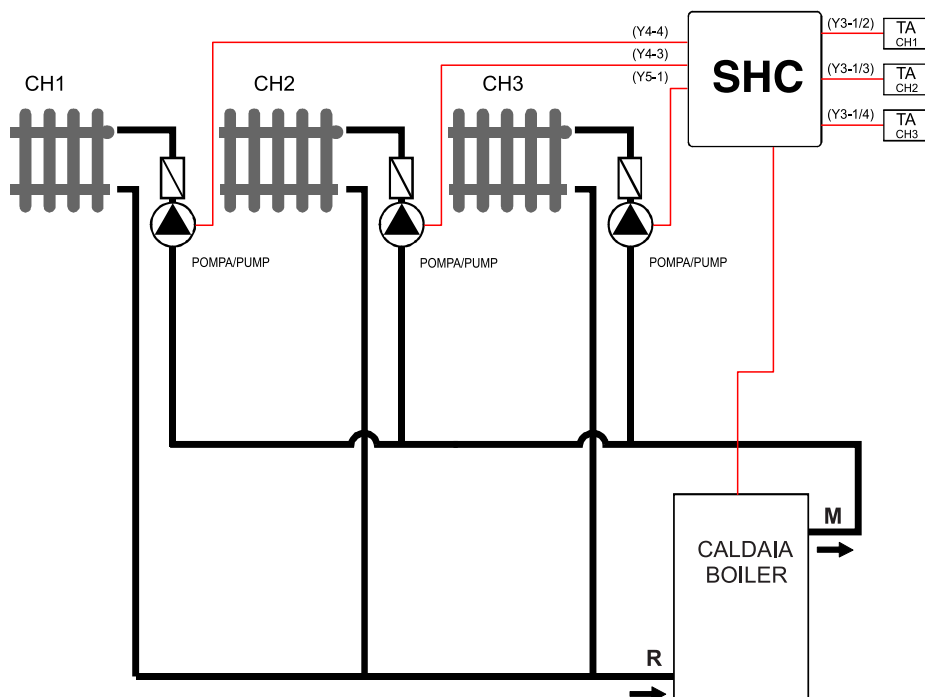 (Y4-4)
(Y4-3)
(Y5-1)
SHC
(Y3-1/2)
TA
CH1
(Y3-1/3)
TA
CH2
(Y3-1/4)
TA
CH3
CH1
CH2
CH3
POMPA/PUMP
POMPA/PUMP
POMPA/PUMP
M
CALDAIA
BOILER
R